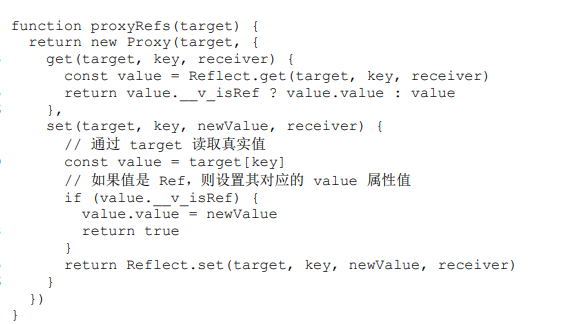 function proxyRefs(target) {
  return new Proxy(target, {
    get(target, key, receiver) {
      const value = Reflect.get(target, key, receiver)
      return value.__v_isRef ? value.value : value
    },
    set(target, key, newValue, receiver) {
      // 通过 target 读取真实值
      const value = target[key]
      // 如果值是 Ref，则设置其对应的 value 属性值
      if (value.__v_isRef) {
        value.value = newValue
        return true
      }
      return Reflect.set(target, key, newValue, receiver)
    }
  })
}